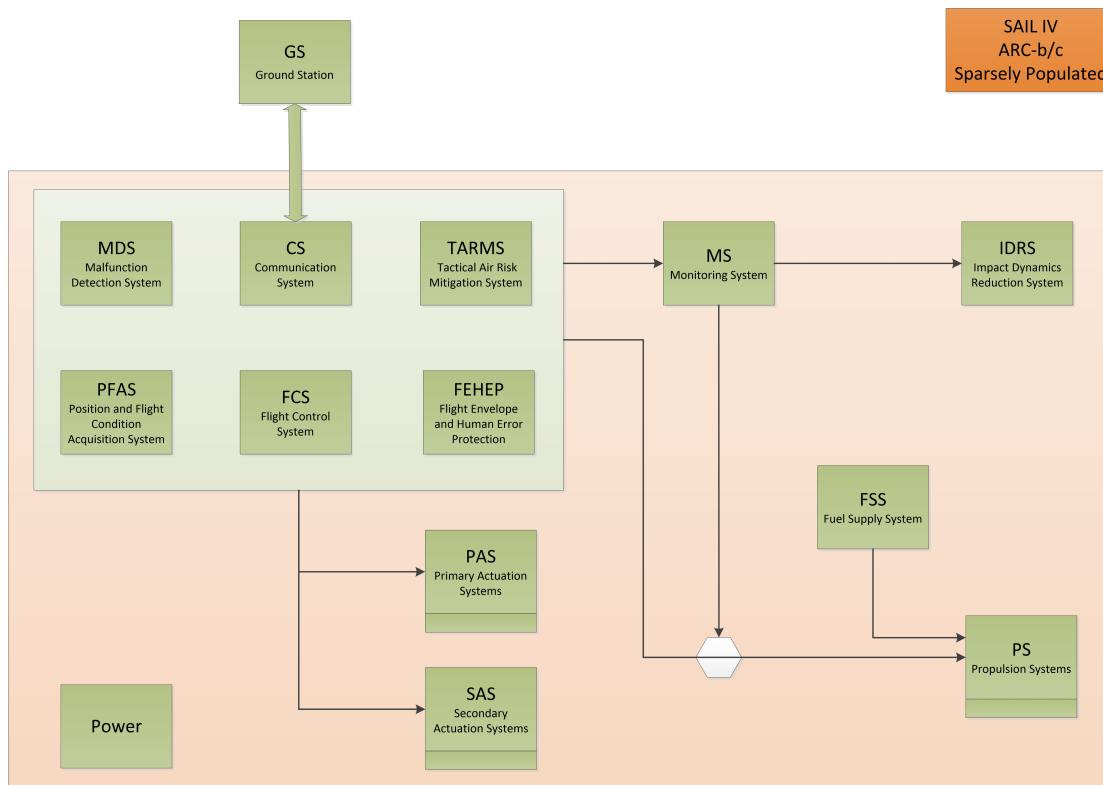 GS
Ground Station
SAIL IV
ARC-b/c
Sparsely Populated
MDS
Malfunction
Detection System
CS
Communication
System
TARMS
Tactical Air Risk
Mitigation System
MS
Monitoring System
IDRS
Impact Dynamics
Reduction System
PFAS
Position and Flight
Condition
Acquisition System
FCS
Flight Control
System
FEHEP
Flight Envelope
and Human Error
Protection
FSS
Fuel Supply System
PAS
Primary Actuation
Systems
PS
Propulsion Systems
SAS
Secondary
Actuation Systems
Power